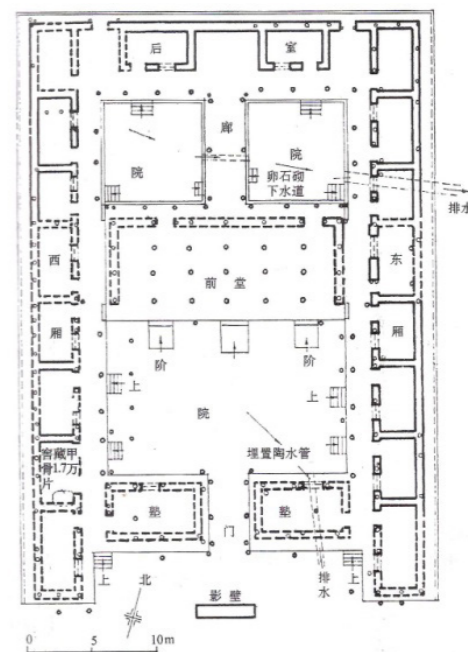 后
室
廊
院
院
卵石砌
下水道
排水
西
东
前堂
厢
厢
阶
阶
上
上
院
窖藏甲
骨1.7万
片
埋置陶水管
塾
塾
门
上
北
排水
上
影壁
0 5 10m